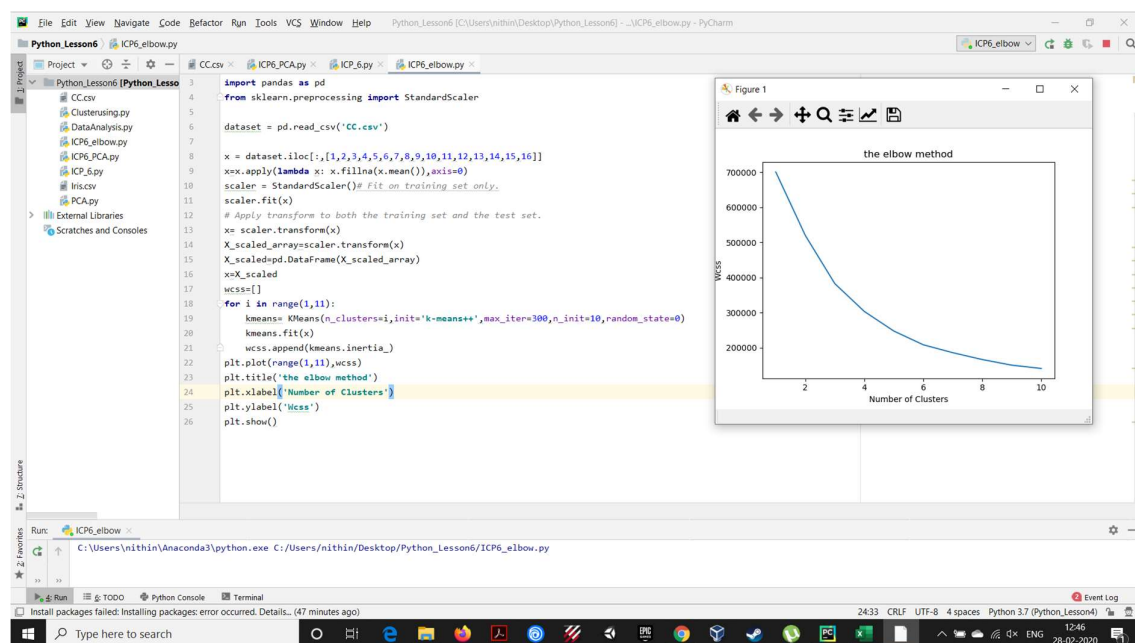 File Edit View Navigate Code Refactor Run Tools VCS Window Help Python_Lesson6 [C:\Users\nithin\Desktop\Python_Lesson6] - ...\ICP6_elbow.py - PyCharm
Python_Lesson6 ICP6_elbow.py ICP6_elbow
Project CC.csv ICP6_PCA.py ICP_6.py ICP6_elbow.py
1: Project
Python_Lesson6 [Python_Lesso
CC.csv
Clusterusing.py
DataAnalysis.py
ICP6_elbow.py
ICP6_PCA.py
ICP_6.py
Iris.csv
PCA.py
External Libraries
Scratches and Consoles
3 import pandas as pd
4 from sklearn.preprocessing import StandardScaler
5
6 dataset = pd.read_csv('CC.csv')
7
8 x = dataset.iloc[:,[1,2,3,4,5,6,7,8,9,10,11,12,13,14,15,16]]
9 x=x.apply(lambda x: x.fillna(x.mean()),axis=0)
10 scaler = StandardScaler()# Fit on training set only.
11 scaler.fit(x)
12 # Apply transform to both the training set and the test set.
13 x= scaler.transform(x)
14 X_scaled_array=scaler.transform(x)
15 X_scaled=pd.DataFrame(X_scaled_array)
16 x=X_scaled
17 wcss=[]
18 for i in range(1,11):
19 kmeans= KMeans(n_clusters=i,init='k-means++',max_iter=300,n_init=10,random_state=0)
20 kmeans.fit(x)
21 wcss.append(kmeans.inertia_)
22 plt.plot(range(1,11),wcss)
23 plt.title('the elbow method')
24 plt.xlabel('Number of Clusters')
25 plt.ylabel('Wcss')
26 plt.show()
Figure 1
the elbow method
700000
600000
500000
400000
300000
200000
Wcss
2 4 6 8 10
Number of Clusters
Z: Structure
2: Favorites
Run: ICP6_elbow
C:\Users\nithin\Anaconda3\python.exe C:/Users/nithin/Desktop/Python_Lesson6/ICP6_elbow.py
4: Run 6: TODO Python Console Terminal 2 Event Log
Install packages failed: Installing packages: error occurred. Details... (47 minutes ago) 24:33 CRLF UTF-8 4 spaces Python 3.7 (Python_Lesson4)
Type here to search ENG 12:46
28-02-2020